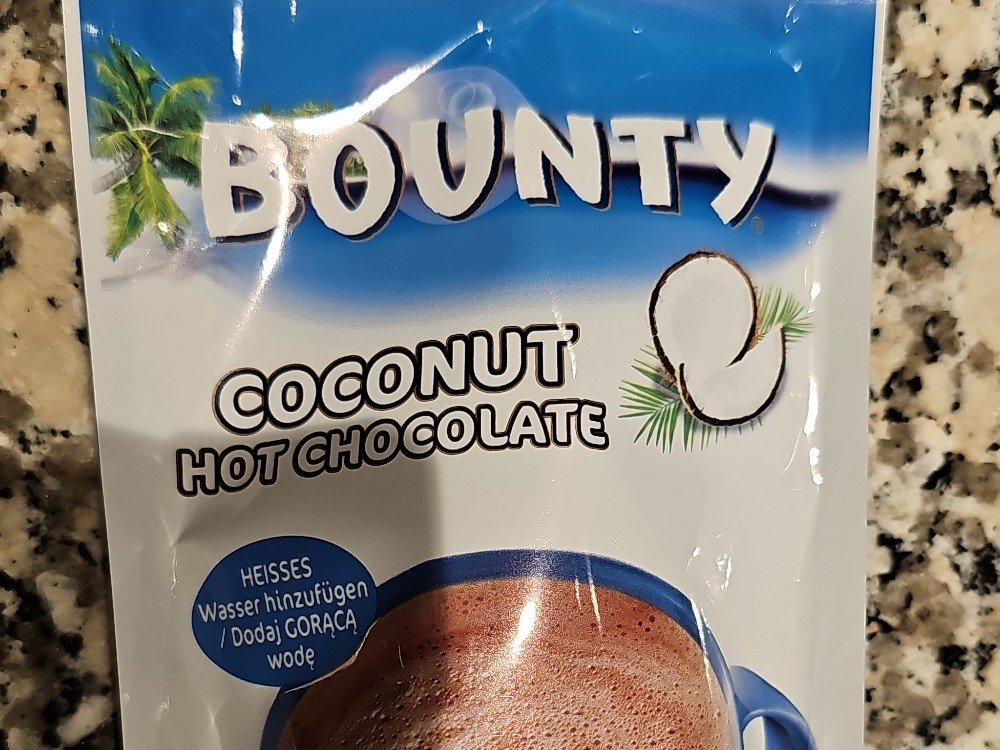 BOUNTY
COCONUT
HOT CHOCOLATE
HEISSES
Wasser hinzufügen
/ Dodaj GORĄCĄ
wodę